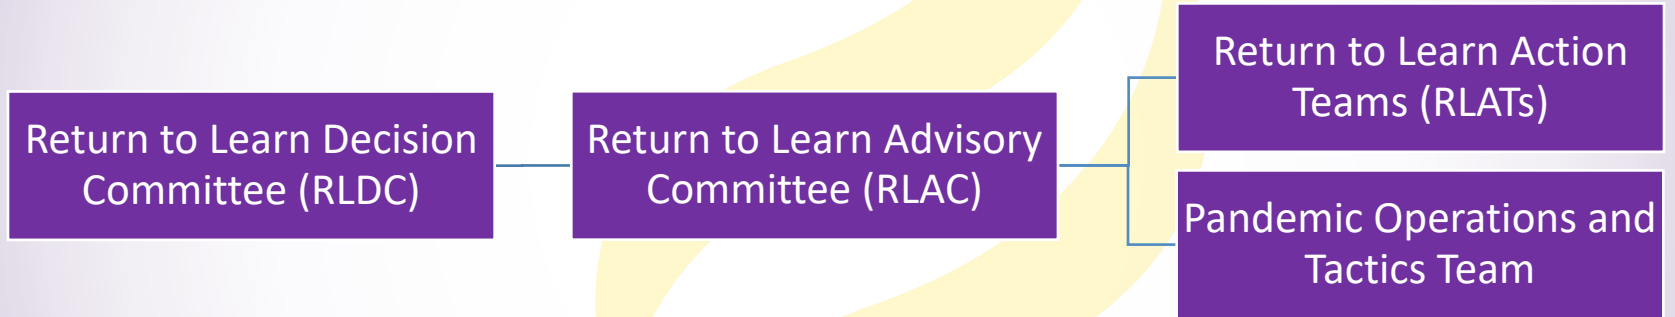 Return to Learn Decision
Committee (RLDC)
Return to Learn Advisory
Committee (RLAC)
Return to Learn Action
Teams (RLATs)
Pandemic Operations and
Tactics Team